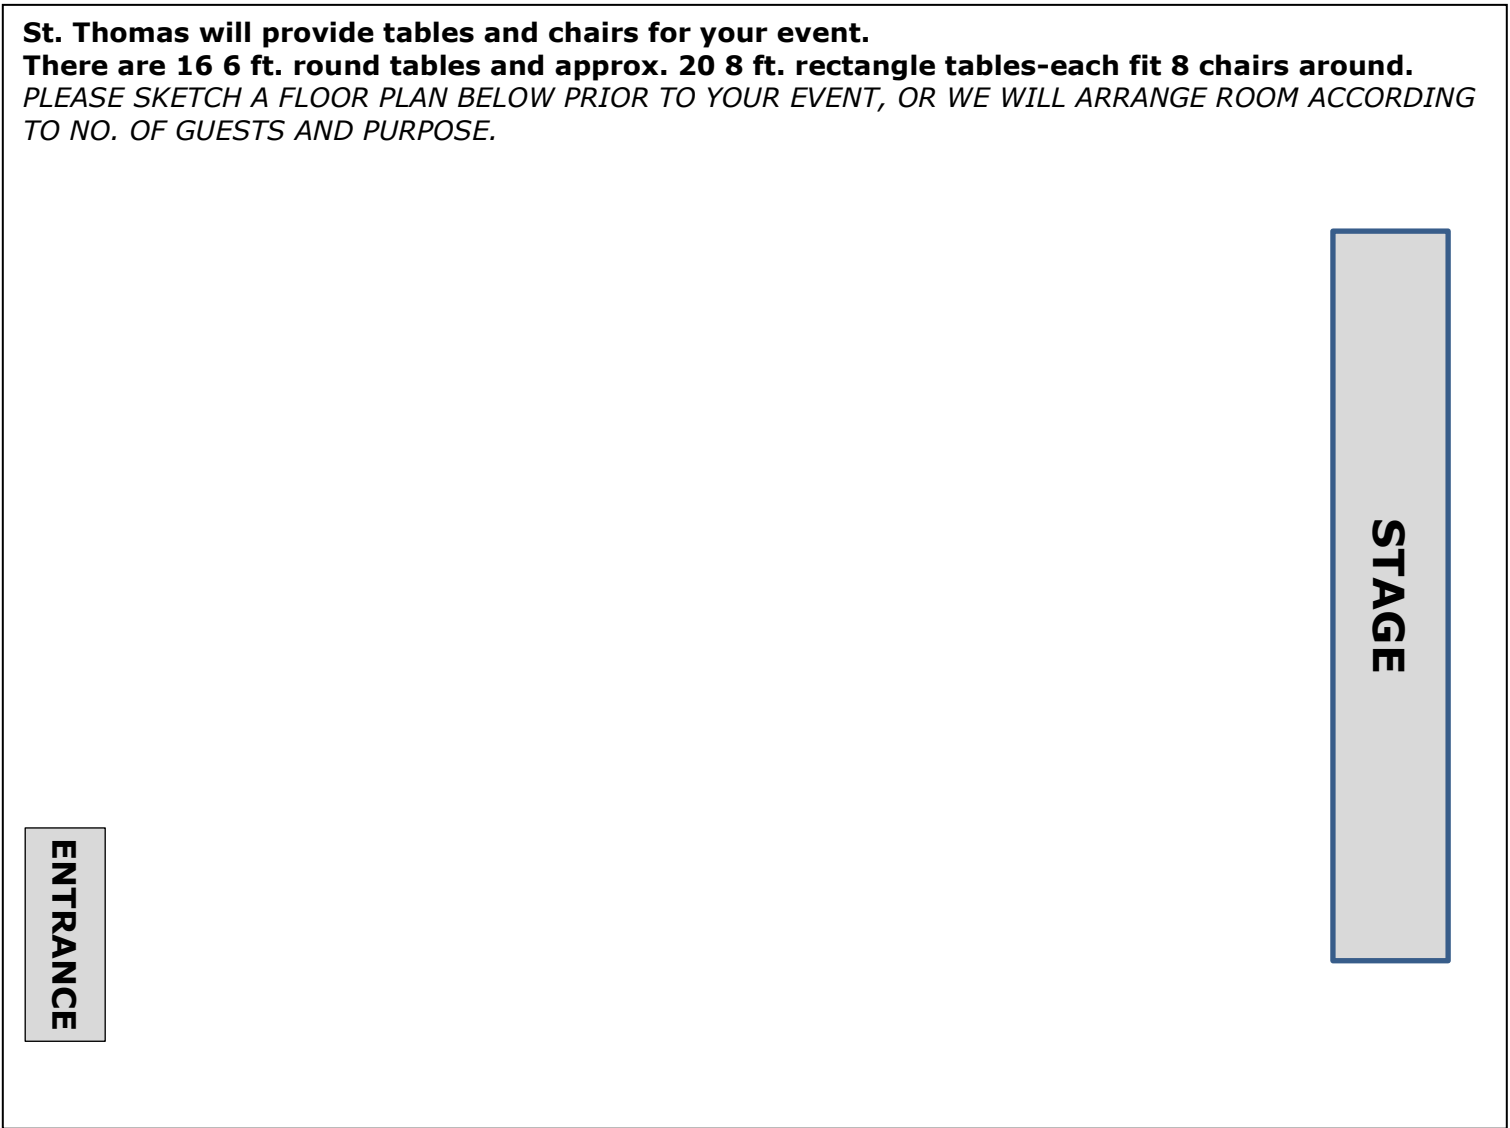 St. Thomas will provide tables and chairs for your event.
There are 16 6 ft. round tables and approx. 20 8 ft. rectangle tables-each fit 8 chairs around.
PLEASE SKETCH A FLOOR PLAN BELOW PRIOR TO YOUR EVENT, OR WE WILL ARRANGE ROOM ACCORDING
TO NO. OF GUESTS AND PURPOSE.
STAGE
ENTRANCE